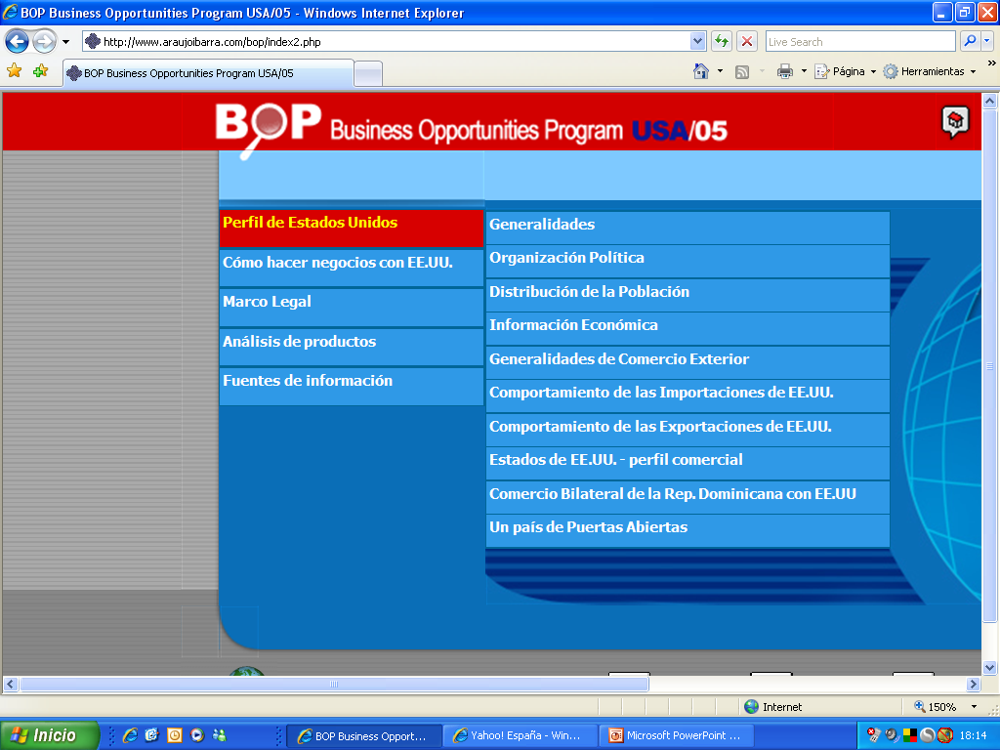 BOP Business Opportunities Program USA/05 - Windows Internet Explorer
http://www.araujoibarra.com/bop/index2.php
Live Search
BOP Business Opportunities Program USA/05
Página
Herramientas
BOP Business Opportunities Program USA/05
Perfil de Estados Unidos
Cómo hacer negocios con EE.UU.
Marco Legal
Análisis de productos
Fuentes de información
Generalidades
Organización Política
Distribución de la Población
Información Económica
Generalidades de Comercio Exterior
Comportamiento de las Importaciones de EE.UU.
Comportamiento de las Exportaciones de EE.UU.
Estados de EE.UU. - perfil comercial
Comercio Bilateral de la Rep. Dominicana con EE.UU
Un país de Puertas Abiertas
Internet
150%
Inicio
BOP Business Opport...
Yahoo! España - Win...
Microsoft PowerPoint ...
18:14